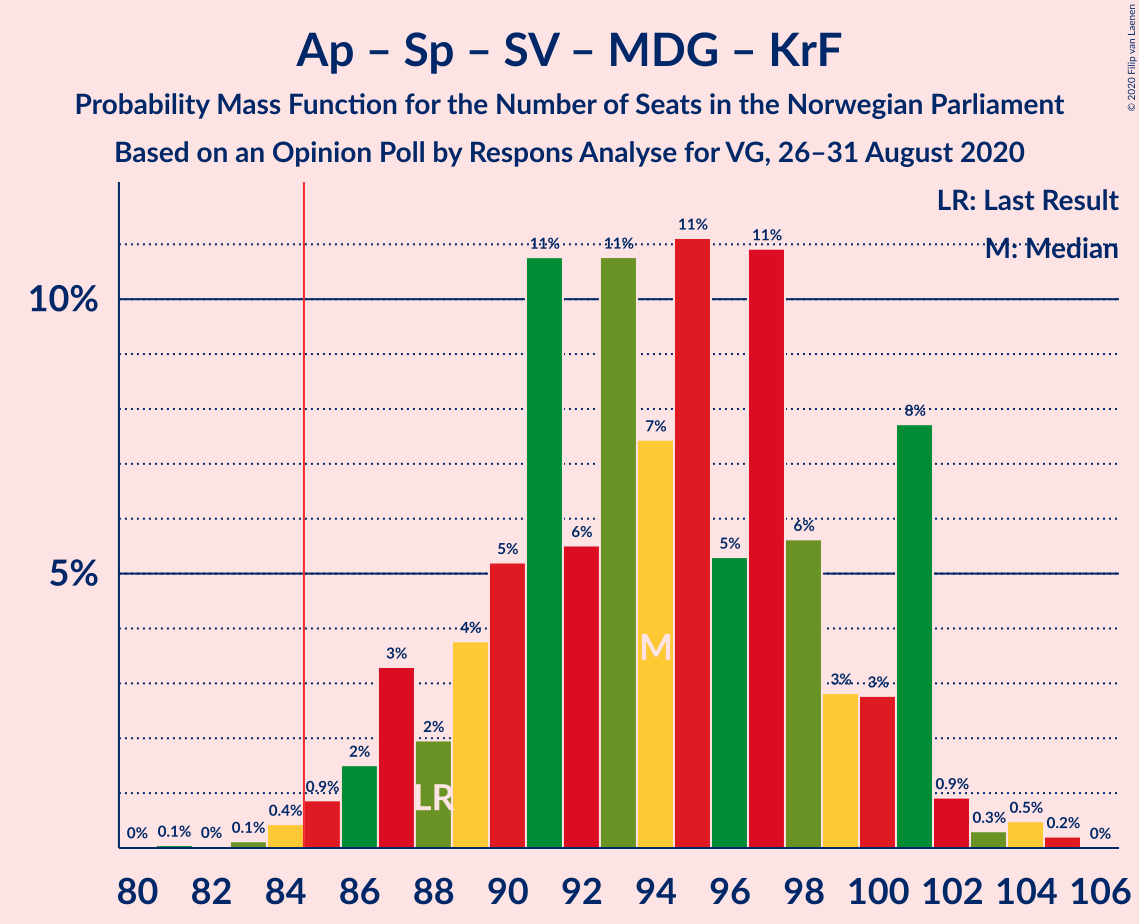 Ap – Sp – SV – MDG – KrF
Probability Mass Function for the Number of Seats in the Norwegian Parliament
Based on an Opinion Poll by Respons Analyse for VG, 26–31 August 2020
© 2020 Filip van Laenen
LR: Last Result
M: Median
10%
5%
0% 0.1% 0% 0.1% 0.4% 0.9% 2% 3% 2% 4% 5% 11% 6% 11% 7% 11% 5% 11% 6% 3% 3% 8% 0.9% 0.3% 0.5% 0.2% 0%
M
LR
80 82 84 86 88 90 92 94 96 98 100 102 104 106